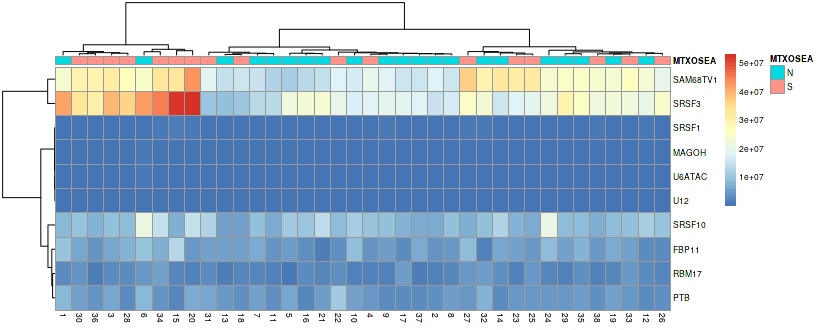 MTXOSEA
SAM68TV1
SRSF3
SRSF1
MAGOH
U6ATAC
U12
SRSF10
FBP11
RBM17
PTB
1 30 36 3 28 6 34 15 20 31 13 18 7 11 5 16 21 22 10 4 9 17 37 2 8 27 32 14 23 25 24 29 35 38 19 33 12 26
5e+07
4e+07
3e+07
2e+07
1e+07
MTXOSEA
N
S